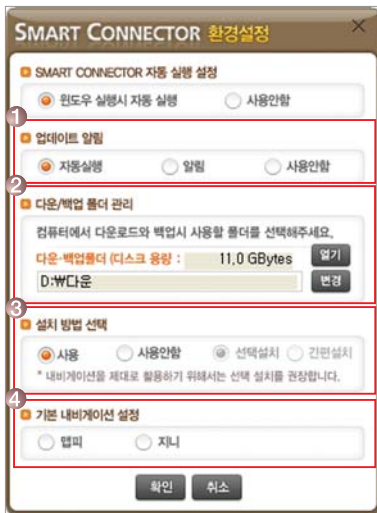 SMART CONNECTOR 환경설정
SMART CONNECTOR 자동 실행 설정
윈도우 실행시 자동 실행 사용안함
1
업데이트 알림
자동실행 알림 사용안함
2
다운/백업 폴더 관리
컴퓨터에서 다운로드와 백업시 사용할 폴더를 선택해주세요.
다운·백업폴더 (디스크 용량 : 11.0 GBytes 열기
D:₩다운 변경
3
설치 방법 선택
사용 사용안함 선택설치 간편설치
* 내비게이션을 제대로 활용하기 위해서는 선택 설치를 권장합니다.
4
기본 내비게이션 설정
맵피 지니
확인 취소